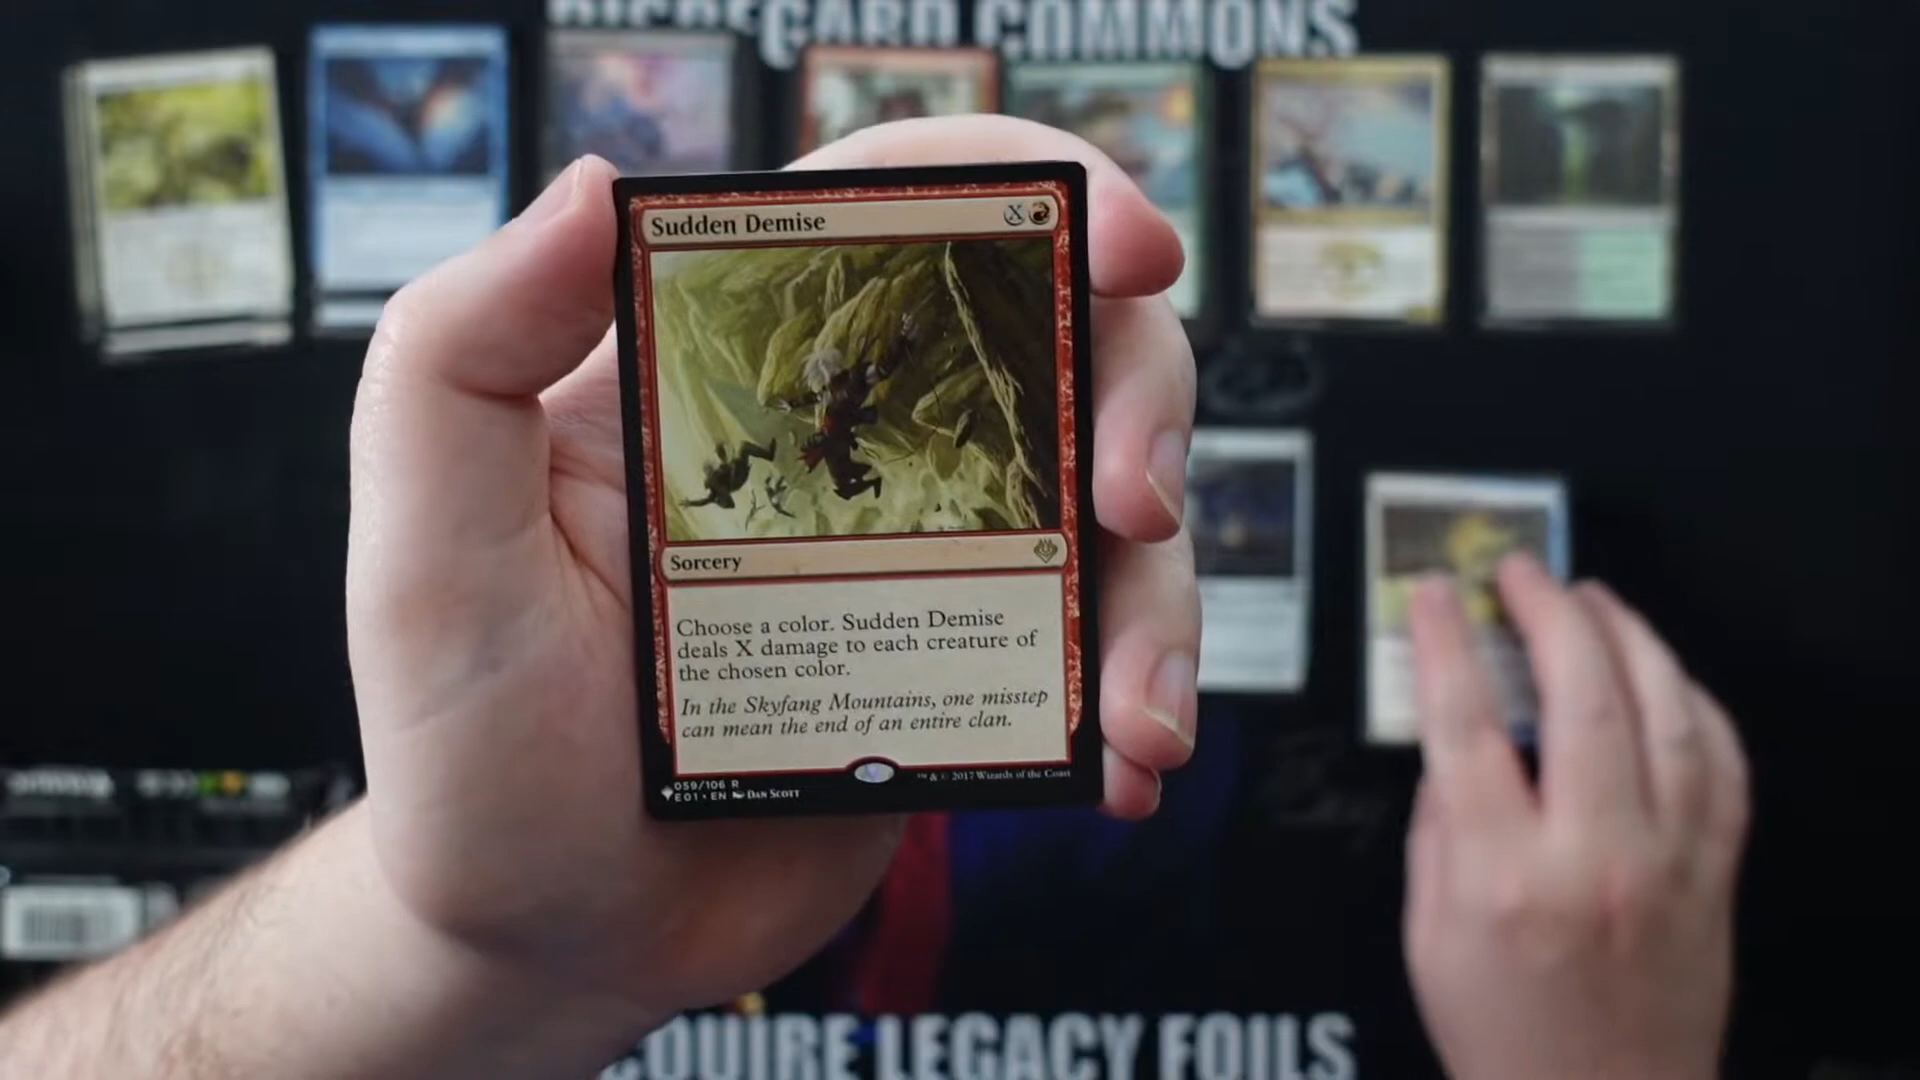 DISREGARD COMMONS
Sudden Demise X
Sorcery
Choose a color. Sudden Demise
deals X damage to each creature of
the chosen color.
In the Skyfang Mountains, one misstep
can mean the end of an entire clan.
059/106 R
E01 • EN DAN SCOTT
™ & © 2017 Wizards of the Coast
CQUIRE LEGACY FOILS